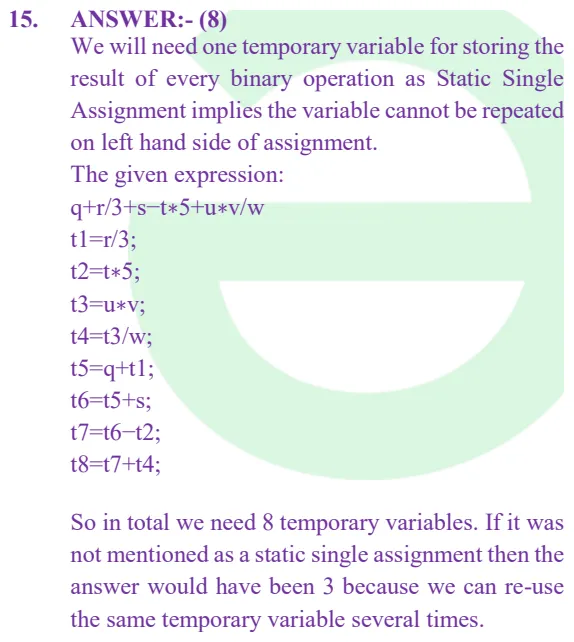 15. ANSWER:- (8)
We will need one temporary variable for storing the
result of every binary operation as Static Single
Assignment implies the variable cannot be repeated
on left hand side of assignment.
The given expression:
q+r/3+s−t∗5+u∗v/w
t1=r/3;
t2=t∗5;
t3=u∗v;
t4=t3/w;
t5=q+t1;
t6=t5+s;
t7=t6−t2;
t8=t7+t4;
So in total we need 8 temporary variables. If it was
not mentioned as a static single assignment then the
answer would have been 3 because we can re-use
the same temporary variable several times.